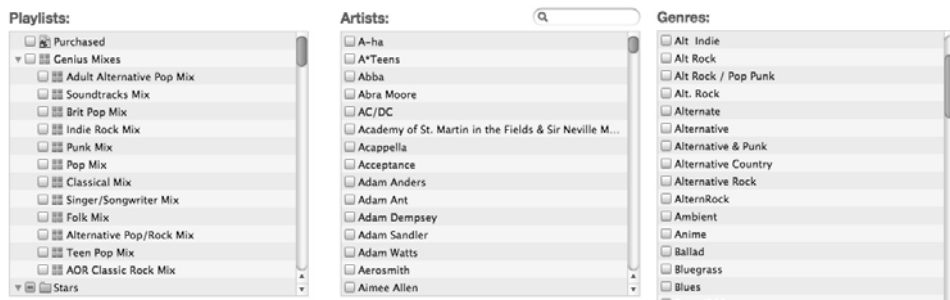 Playlists:
Purchased
Genius Mixes
Adult Alternative Pop Mix
Soundtracks Mix
Brit Pop Mix
Indie Rock Mix
Punk Mix
Pop Mix
Classical Mix
Singer/Songwriter Mix
Folk Mix
Alternative Pop/Rock Mix
Teen Pop Mix
AOR Classic Rock Mix
Stars
Artists:
A-ha
A*Teens
Abba
Abra Moore
AC/DC
Academy of St. Martin in the Fields & Sir Neville M...
Acappella
Acceptance
Adam Anders
Adam Ant
Adam Dempsey
Adam Sandler
Adam Watts
Aerosmith
Aimee Allen
Genres:
Alt Indie
Alt Rock
Alt Rock / Pop Punk
Alt. Rock
Alternate
Alternative
Alternative & Punk
Alternative Country
Alternative Rock
AlternRock
Ambient
Anime
Ballad
Bluegrass
Blues